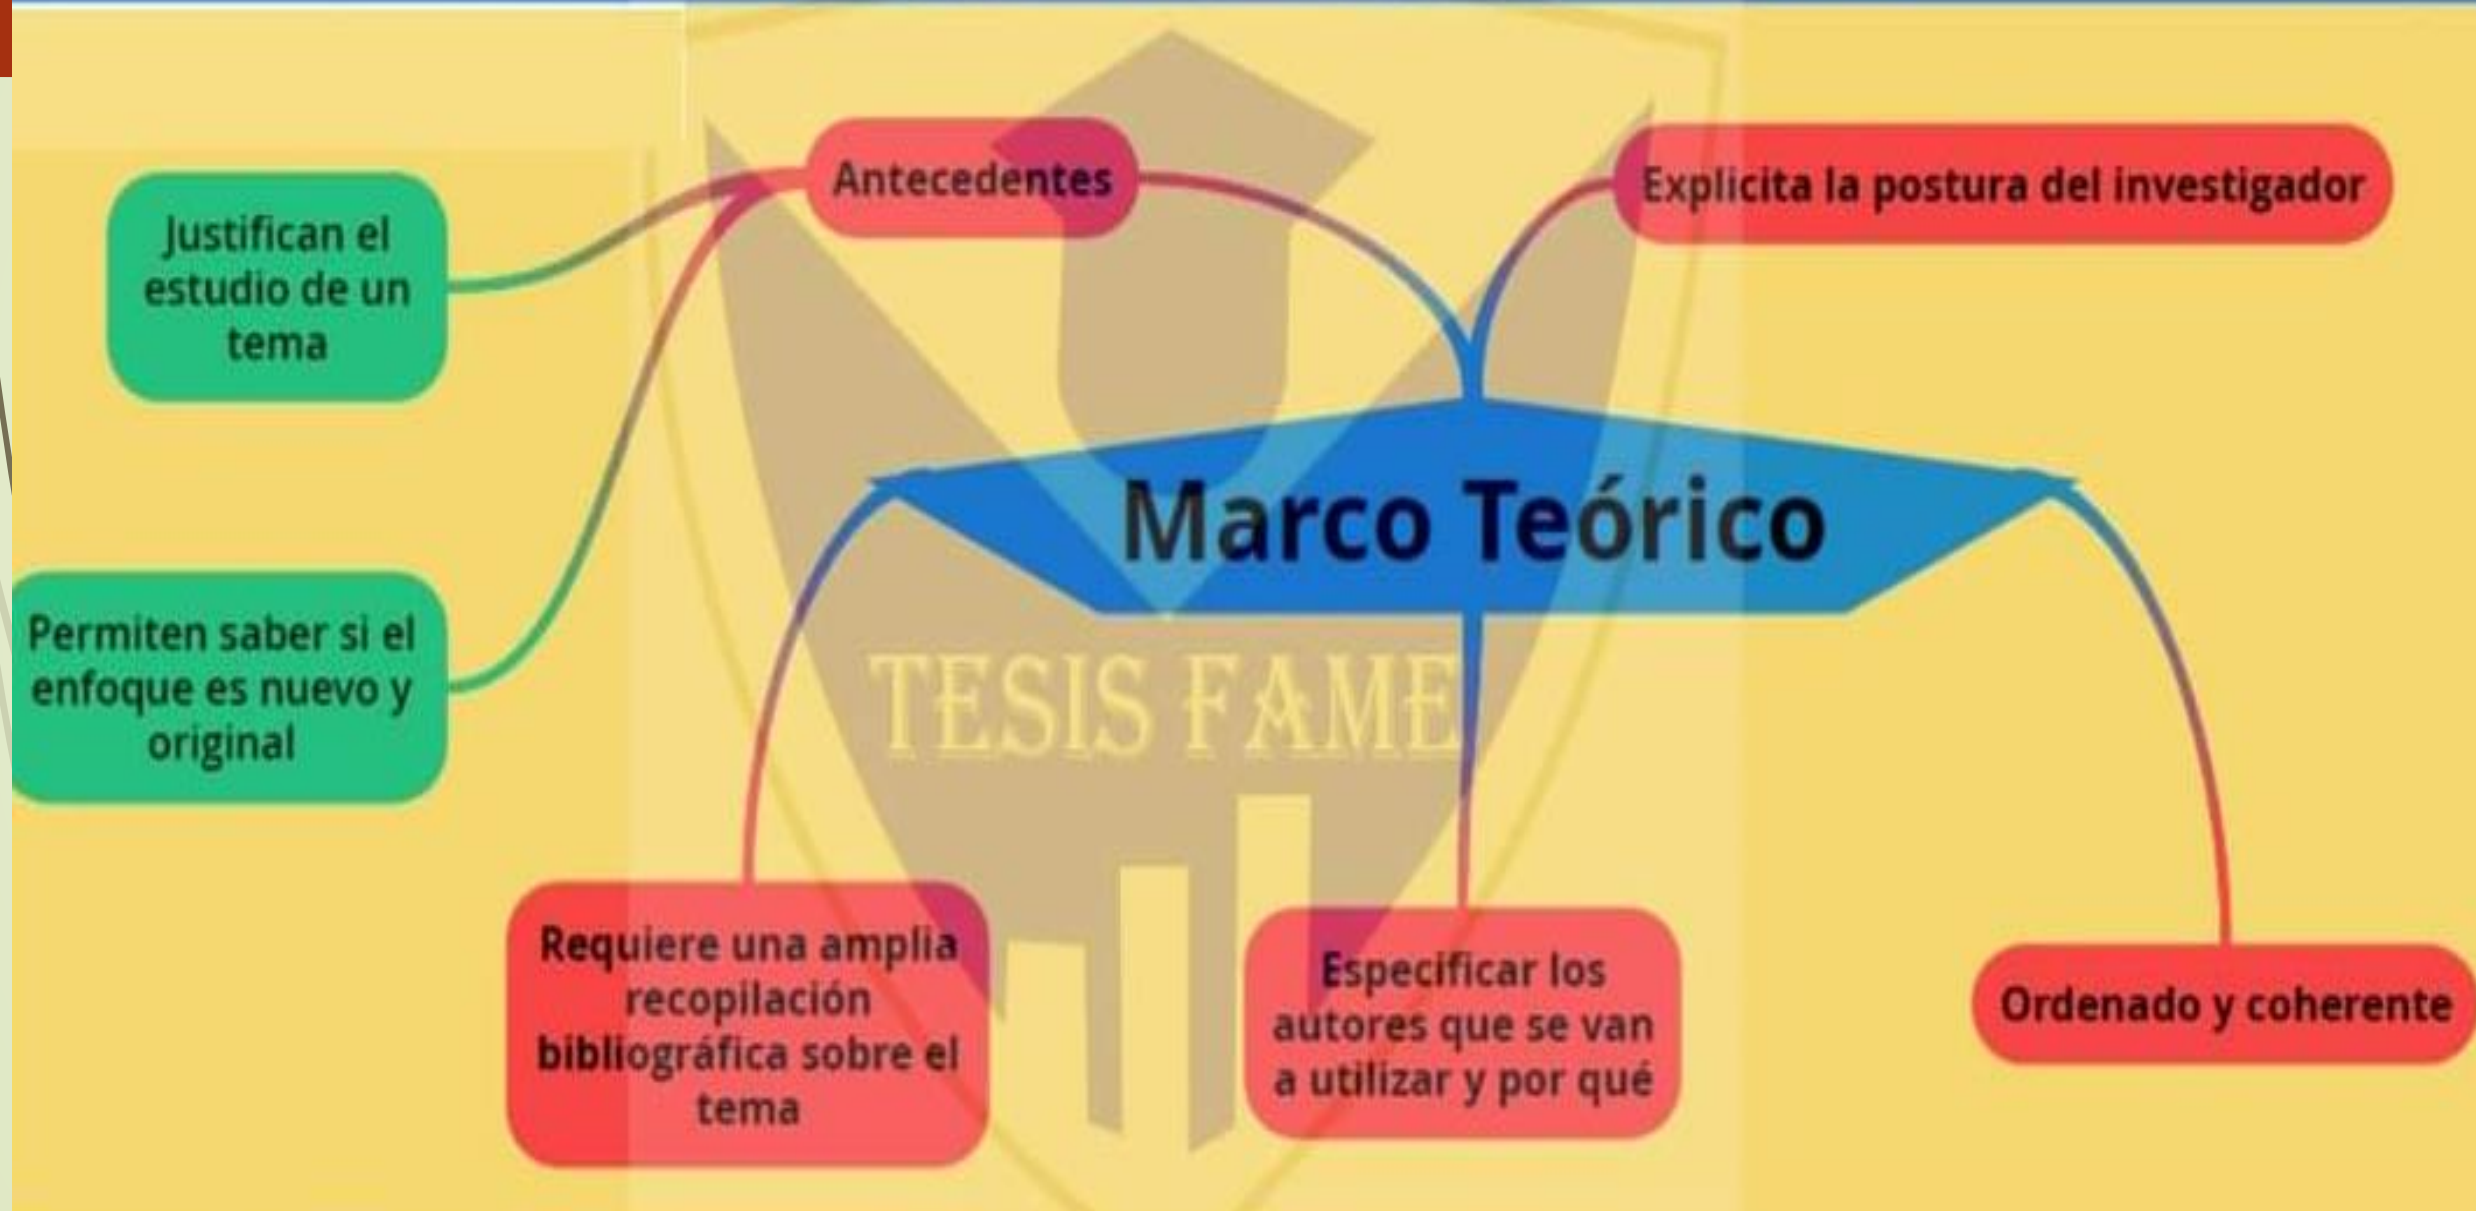 Antecedentes
Explicita la postura del investigador
Justifican el
estudio de un
tema
Marco Teórico
Permiten saber si el
enfoque es nuevo y
original
TESIS FAME
Requiere una amplia
recopilación
bibliográfica sobre el
tema
Especificar los
autores que se van
a utilizar y por qué
Ordenado y coherente